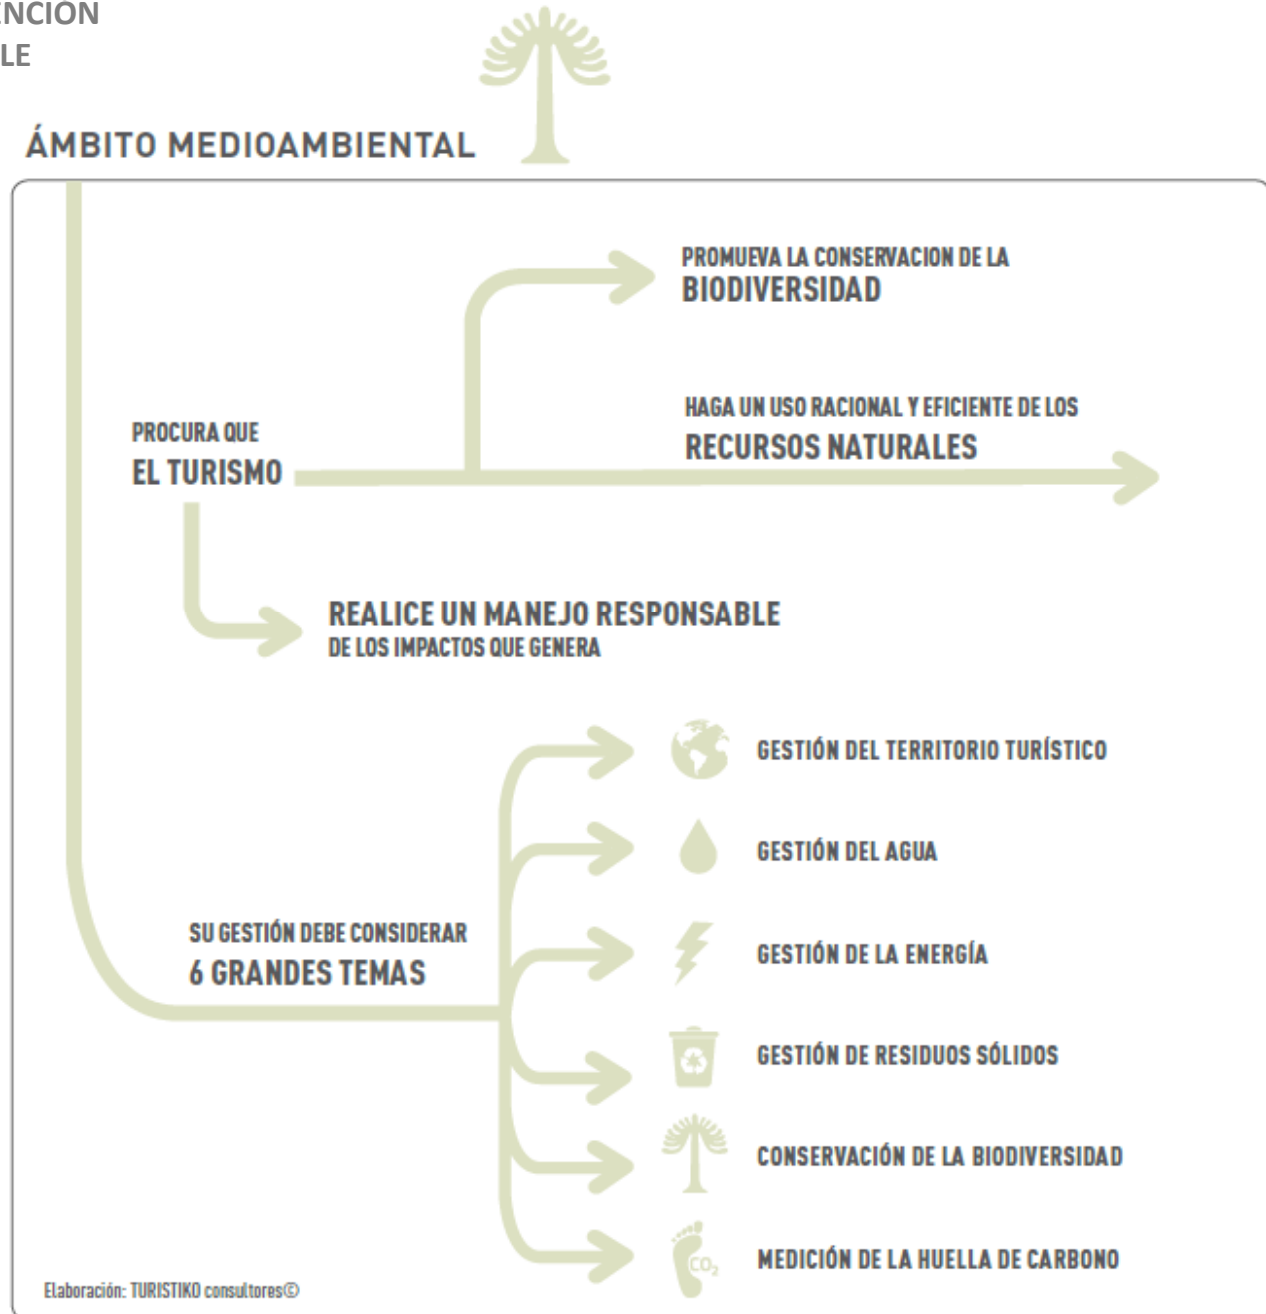 ENCIÓN
LE
ÁMBITO MEDIOAMBIENTAL
PROMUEVA LA CONSERVACION DE LA
BIODIVERSIDAD
HAGA UN USO RACIONAL Y EFICIENTE DE LOS
RECURSOS NATURALES
PROCURA QUE
EL TURISMO
REALICE UN MANEJO RESPONSABLE
DE LOS IMPACTOS QUE GENERA
GESTIÓN DEL TERRITORIO TURÍSTICO
GESTIÓN DEL AGUA
SU GESTIÓN DEBE CONSIDERAR
6 GRANDES TEMAS
GESTIÓN DE LA ENERGÍA
GESTIÓN DE RESIDUOS SÓLIDOS
CONSERVACIÓN DE LA BIODIVERSIDAD
CO₂
MEDICIÓN DE LA HUELLA DE CARBONO
Elaboración: TURISTIKO consultores©